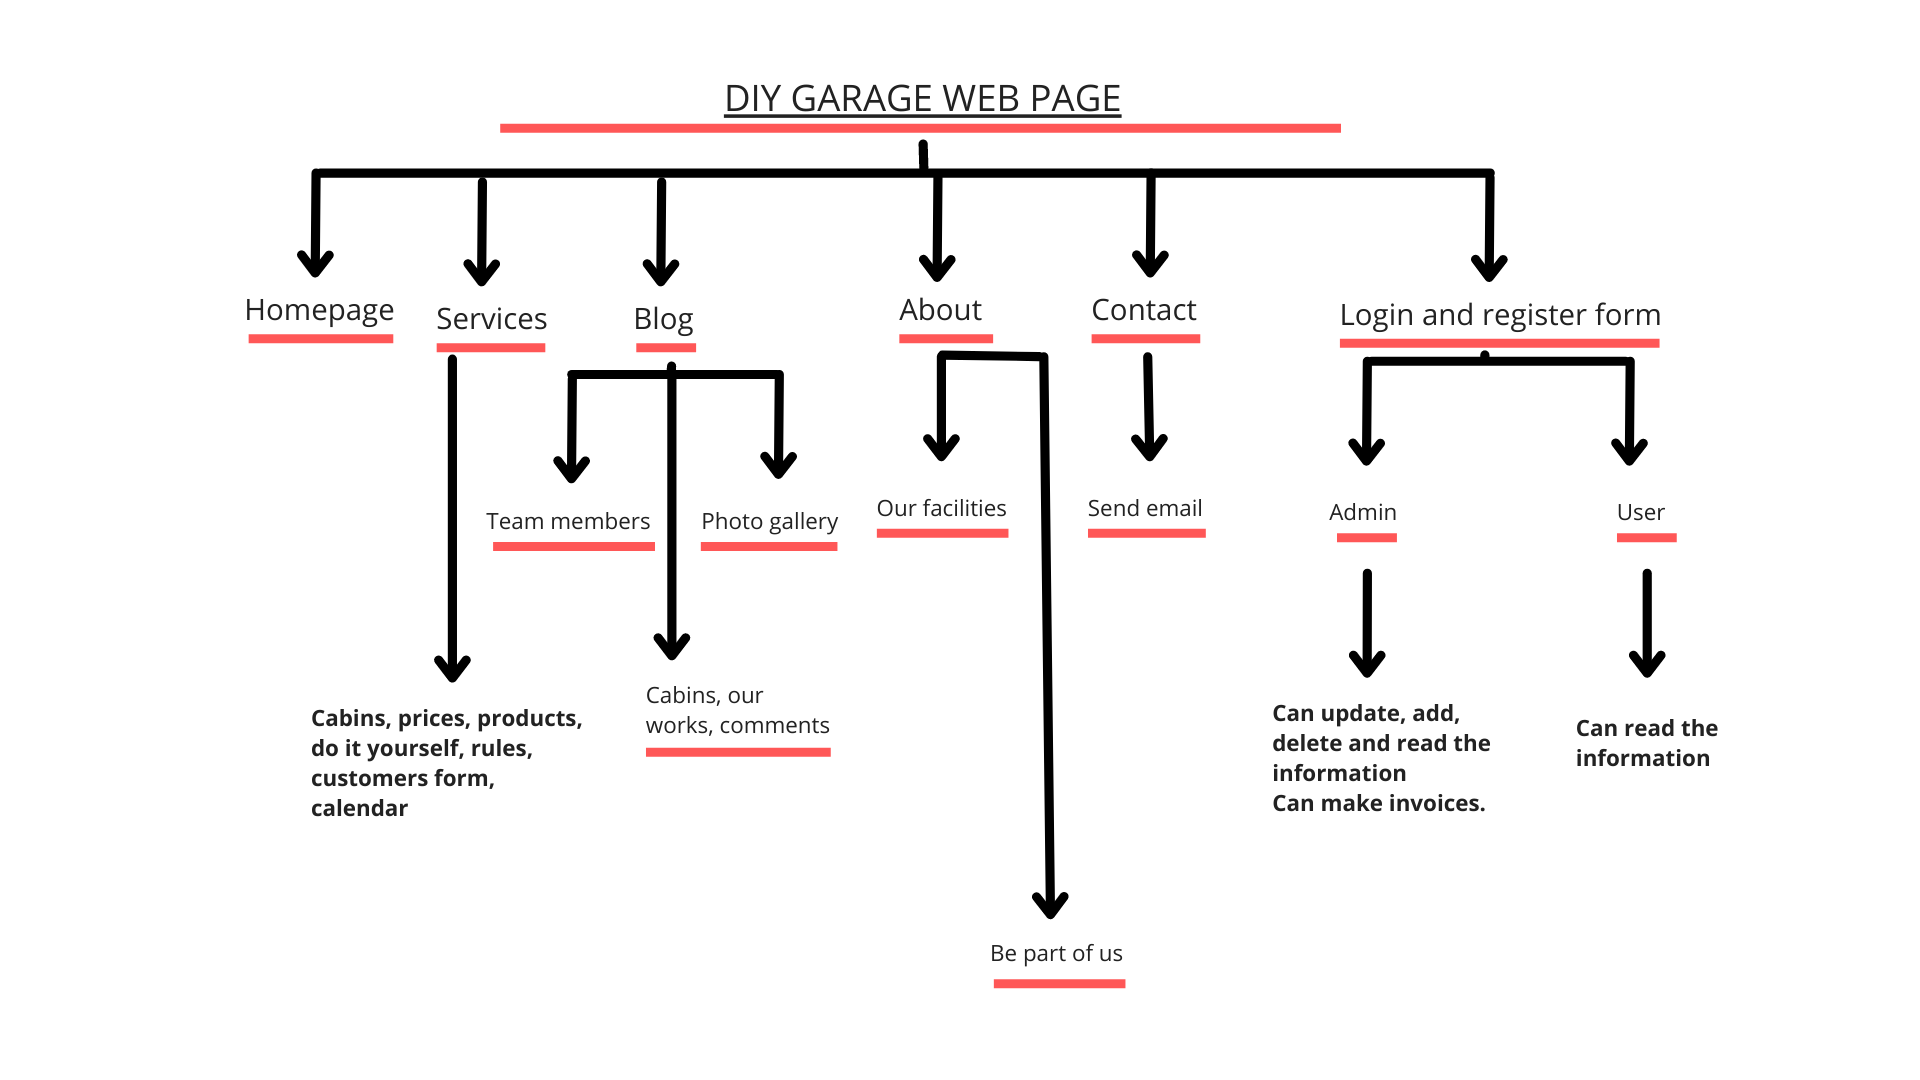 DIY GARAGE WEB PAGE
Homepage
Services
Blog
About
Contact
Login and register form
Team members
Photo gallery
Our facilities
Send email
Admin
User
Cabins, prices, products,
do it yourself, rules,
customers form,
calendar
Cabins, our
works, comments
Can update, add,
delete and read the
information
Can make invoices.
Can read the
information
Be part of us